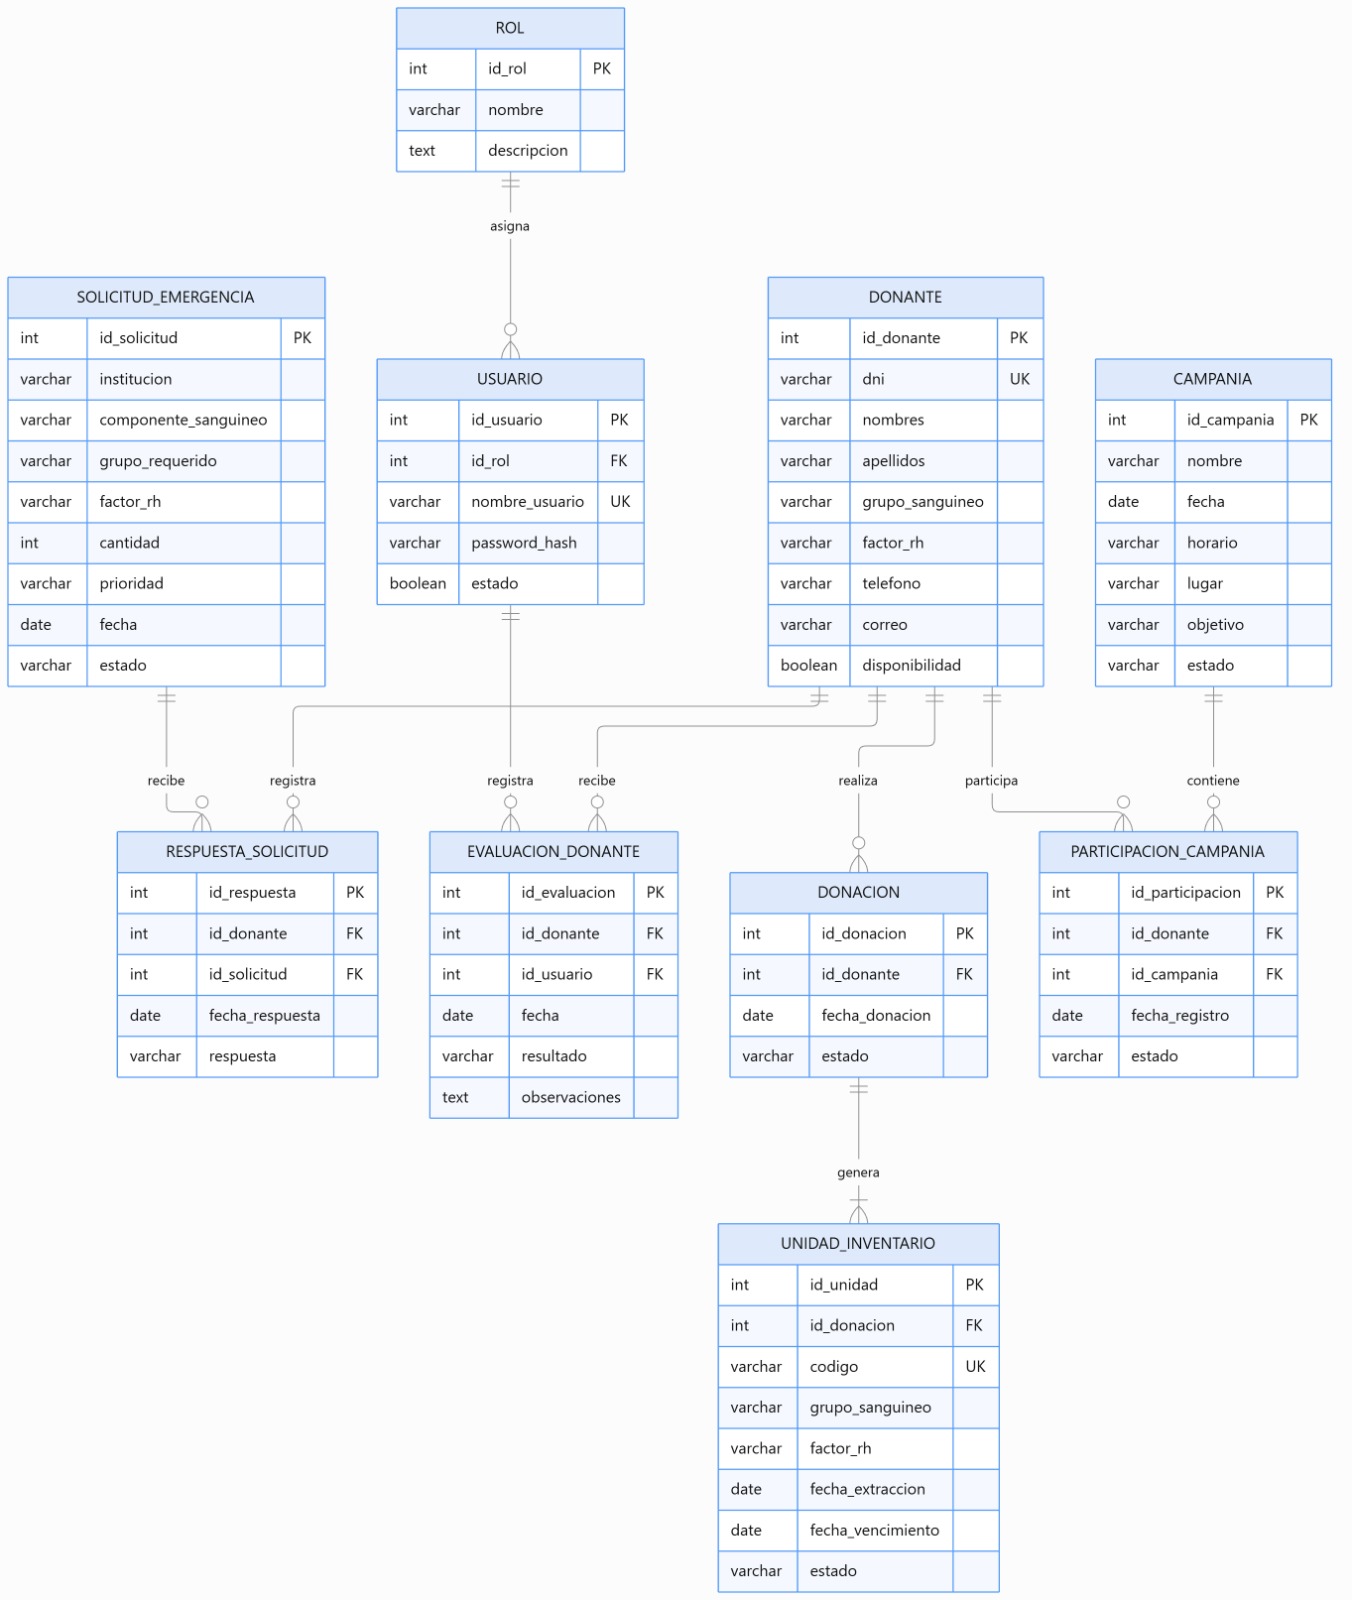 ROL
int id_rol PK
varchar nombre
text descripcion
asigna
SOLICITUD_EMERGENCIA
int id_solicitud PK
varchar institucion
varchar componente_sanguineo
varchar grupo_requerido
varchar factor_rh
int cantidad
varchar prioridad
date fecha
varchar estado
USUARIO
int id_usuario PK
int id_rol FK
varchar nombre_usuario UK
varchar password_hash
boolean estado
DONANTE
int id_donante PK
varchar dni UK
varchar nombres
varchar apellidos
varchar grupo_sanguineo
varchar factor_rh
varchar telefono
varchar correo
boolean disponibilidad
CAMPANIA
int id_campania PK
varchar nombre
date fecha
varchar horario
varchar lugar
varchar objetivo
varchar estado
recibe
registra
registra
recibe
realiza
participa
contiene
RESPUESTA_SOLICITUD
int id_respuesta PK
int id_donante FK
int id_solicitud FK
date fecha_respuesta
varchar respuesta
EVALUACION_DONANTE
int id_evaluacion PK
int id_donante FK
int id_usuario FK
date fecha
varchar resultado
text observaciones
DONACION
int id_donacion PK
int id_donante FK
date fecha_donacion
varchar estado
PARTICIPACION_CAMPANIA
int id_participacion PK
int id_donante FK
int id_campania FK
date fecha_registro
varchar estado
genera
UNIDAD_INVENTARIO
int id_unidad PK
int id_donacion FK
varchar codigo UK
varchar grupo_sanguineo
varchar factor_rh
date fecha_extraccion
date fecha_vencimiento
varchar estado